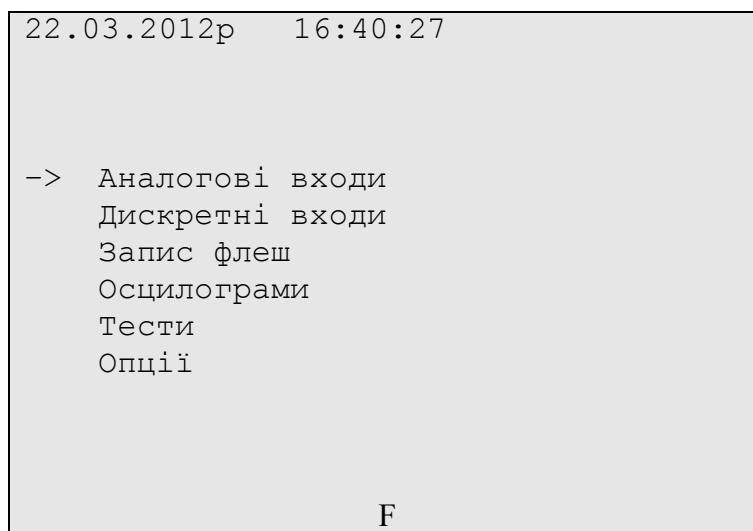 22.03.2012р 16:40:27
-> Аналогові входи
Дискретні входи
Запис флеш
Осцилограми
Тести
Опції
F